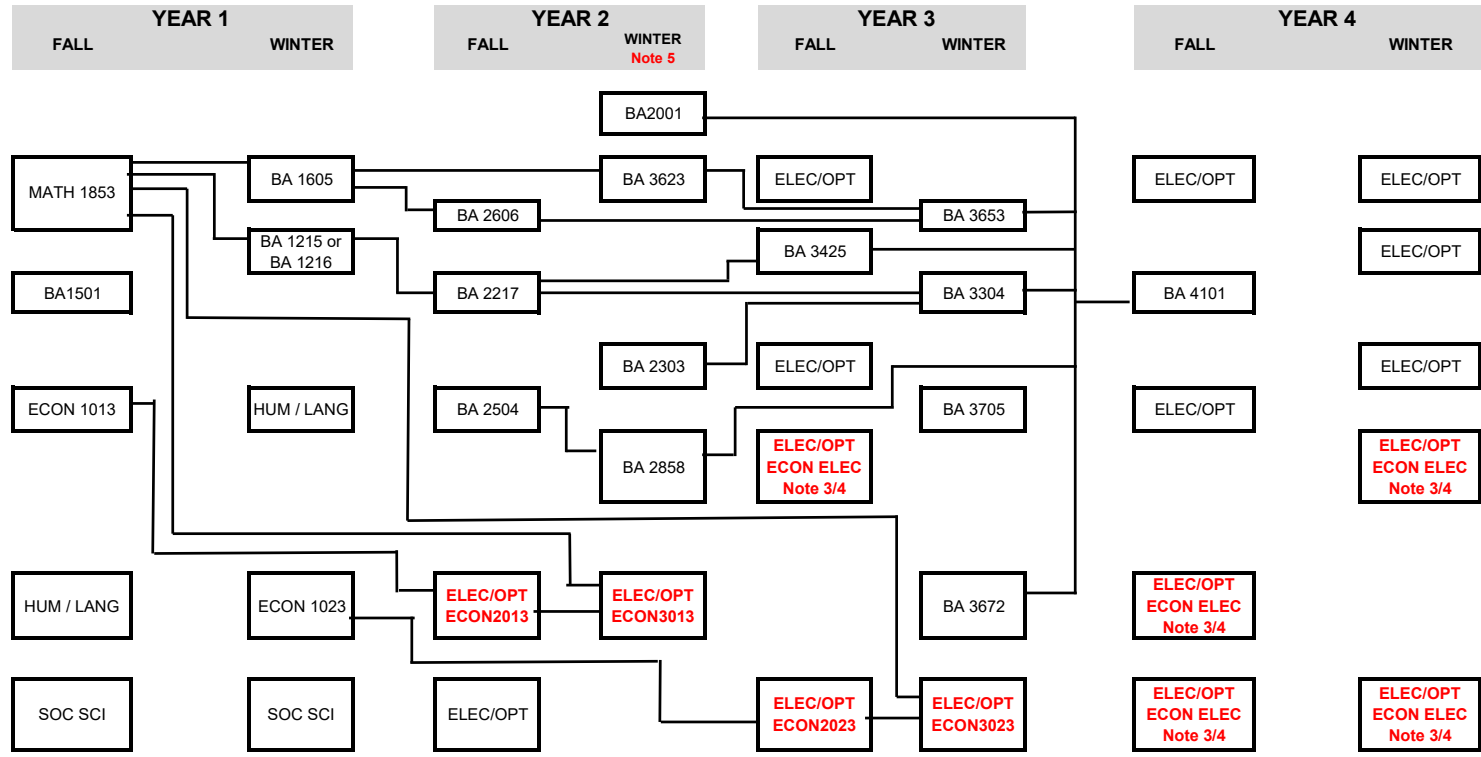 YEAR 1
YEAR 2
YEAR 3
YEAR 4
FALL
WINTER
FALL
WINTER
Note 5
FALL
WINTER
FALL
WINTER
BA2001
MATH 1853
BA 1605
BA 3623
ELEC/OPT
ELEC/OPT
ELEC/OPT
BA 2606
BA 3653
BA 1215 or
BA 1216
BA 3425
ELEC/OPT
BA1501
BA 2217
BA 3304
BA 4101
BA 2303
ELEC/OPT
ELEC/OPT
ECON 1013
HUM / LANG
BA 2504
BA 3705
ELEC/OPT
BA 2858
ELEC/OPT
ECON ELEC
Note 3/4
ELEC/OPT
ECON ELEC
Note 3/4
HUM / LANG
ECON 1023
ELEC/OPT
ECON2013
ELEC/OPT
ECON3013
BA 3672
ELEC/OPT
ECON ELEC
Note 3/4
SOC SCI
SOC SCI
ELEC/OPT
ELEC/OPT
ECON2023
ELEC/OPT
ECON3023
ELEC/OPT
ECON ELEC
Note 3/4
ELEC/OPT
ECON ELEC
Note 3/4